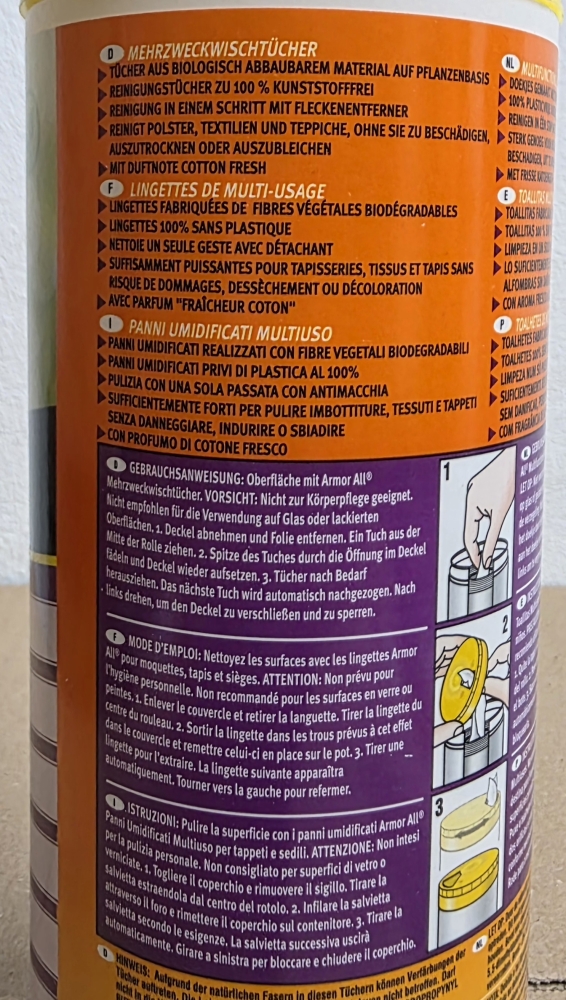 D MEHRZWECKWISCHTÜCHER
TÜCHER AUS BIOLOGISCH ABBAUBAREM MATERIAL AUF PFLANZENBASIS
REINIGUNGSTÜCHER ZU 100 % KUNSTSTOFFFREI
REINIGUNG IN EINEM SCHRITT MIT FLECKENENTFERNER
REINIGT POLSTER, TEXTILIEN UND TEPPICHE, OHNE SIE ZU BESCHÄDIGEN,
AUSZUTROCKNEN ODER AUSZUBLEICHEN
MIT DUFTNOTE COTTON FRESH
F LINGETTES DE MULTI-USAGE
LINGETTES FABRIQUÉES DE FIBRES VÉGÉTALES BIODÉGRADABLES
LINGETTES 100% SANS PLASTIQUE
NETTOIE UN SEULE GESTE AVEC DÉTACHANT
SUFFISAMMENT PUISSANTES POUR TAPISSERIES, TISSUS ET TAPIS SANS
RISQUE DE DOMMAGES, DESSÈCHEMENT OU DÉCOLORATION
AVEC PARFUM "FRAÎCHEUR COTON"
I PANNI UMIDIFICATI MULTIUSO
PANNI UMIDIFICATI REALIZZATI CON FIBRE VEGETALI BIODEGRADABILI
PANNI UMIDIFICATI PRIVI DI PLASTICA AL 100%
PULIZIA CON UNA SOLA PASSATA CON ANTIMACCHIA
SUFFICIENTEMENTE FORTI PER PULIRE IMBOTTITURE, TESSUTI E TAPPETI
SENZA DANNEGGIARE, INDURIRE O SBIADIRE
CON PROFUMO DI COTONE FRESCO
D GEBRAUCHSANWEISUNG: Oberfläche mit Armor All®
Mehrzweckwischtücher. VORSICHT: Nicht zur Körperpflege geeignet.
Nicht empfohlen für die Verwendung auf Glas oder lackierten
Oberflächen. 1. Deckel abnehmen und Folie entfernen. Ein Tuch aus der
Mitte der Rolle ziehen. 2. Spitze des Tuches durch die Öffnung im Deckel
fädeln und Deckel wieder aufsetzen. 3. Tücher nach Bedarf
herausziehen. Das nächste Tuch wird automatisch nachgezogen. Nach
links drehen, um den Deckel zu verschließen und zu sperren.
F MODE D'EMPLOI: Nettoyez les surfaces avec les lingettes Armor
All® pour moquettes, tapis et sièges. ATTENTION: Non prévu pour
l'hygiène personnelle. Non recommandé pour les surfaces en verre ou
peintes. 1. Enlever le couvercle et retirer la languette. Tirer la lingette du
centre du rouleau. 2. Sortir la lingette dans les trous prévus à cet effet
dans le couvercle et remettre celui-ci en place sur le pot. 3. Tirer une
lingette pour l'extraire. La lingette suivante apparaîtra
automatiquement. Tourner vers la gauche pour refermer.
I ISTRUZIONI: Pulire la superficie con i panni umidificati Armor All®
Panni Umidificati Multiuso per tappeti e sedili. ATTENZIONE: Non intesi
per la pulizia personale. Non consigliato per superfici di vetro o
verniciate. 1. Togliere il coperchio e rimuovere il sigillo. Tirare la
salvietta estraendola dal centro del rotolo. 2. Infilare la salvietta
attraverso il foro e rimettere il coperchio sul contenitore. 3. Tirare la
salvietta secondo le esigenze. La salvietta successiva uscirà
automaticamente. Girare a sinistra per bloccare e chiudere il coperchio.
1
2
3
D HINWEIS: Aufgrund der natürlichen Fasern in diesen Tüchern können Verfärbungen der
Tücher auftreten. nicht betroffen. Darf
NL
DOEKJES
100%
REINIGEN IN
STERK GENOEG
MET FRISSE
E TOALLITAS
TOALLITAS
TOALLITAS
LIMPIEZA EN
LO
ALFOMBRAS
CON AROMA
P TOALHETES
TOALHETES
TOALHETES
LIMPEZA NUM
SEM
COM
NL LET OP